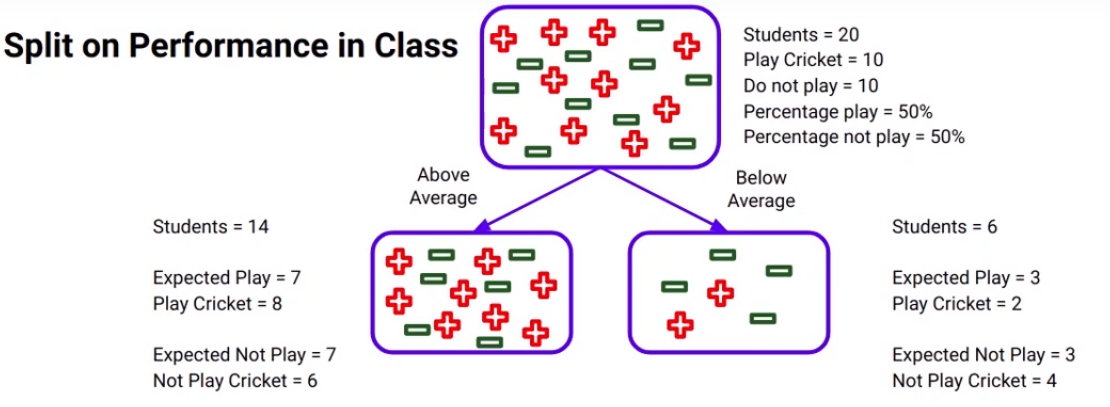 Split on Performance in Class
Students = 20
Play Cricket = 10
Do not play = 10
Percentage play = 50%
Percentage not play = 50%
Above
Average
Below
Average
Students = 14
Expected Play = 7
Play Cricket = 8
Expected Not Play = 7
Not Play Cricket = 6
Students = 6
Expected Play = 3
Play Cricket = 2
Expected Not Play = 3
Not Play Cricket = 4